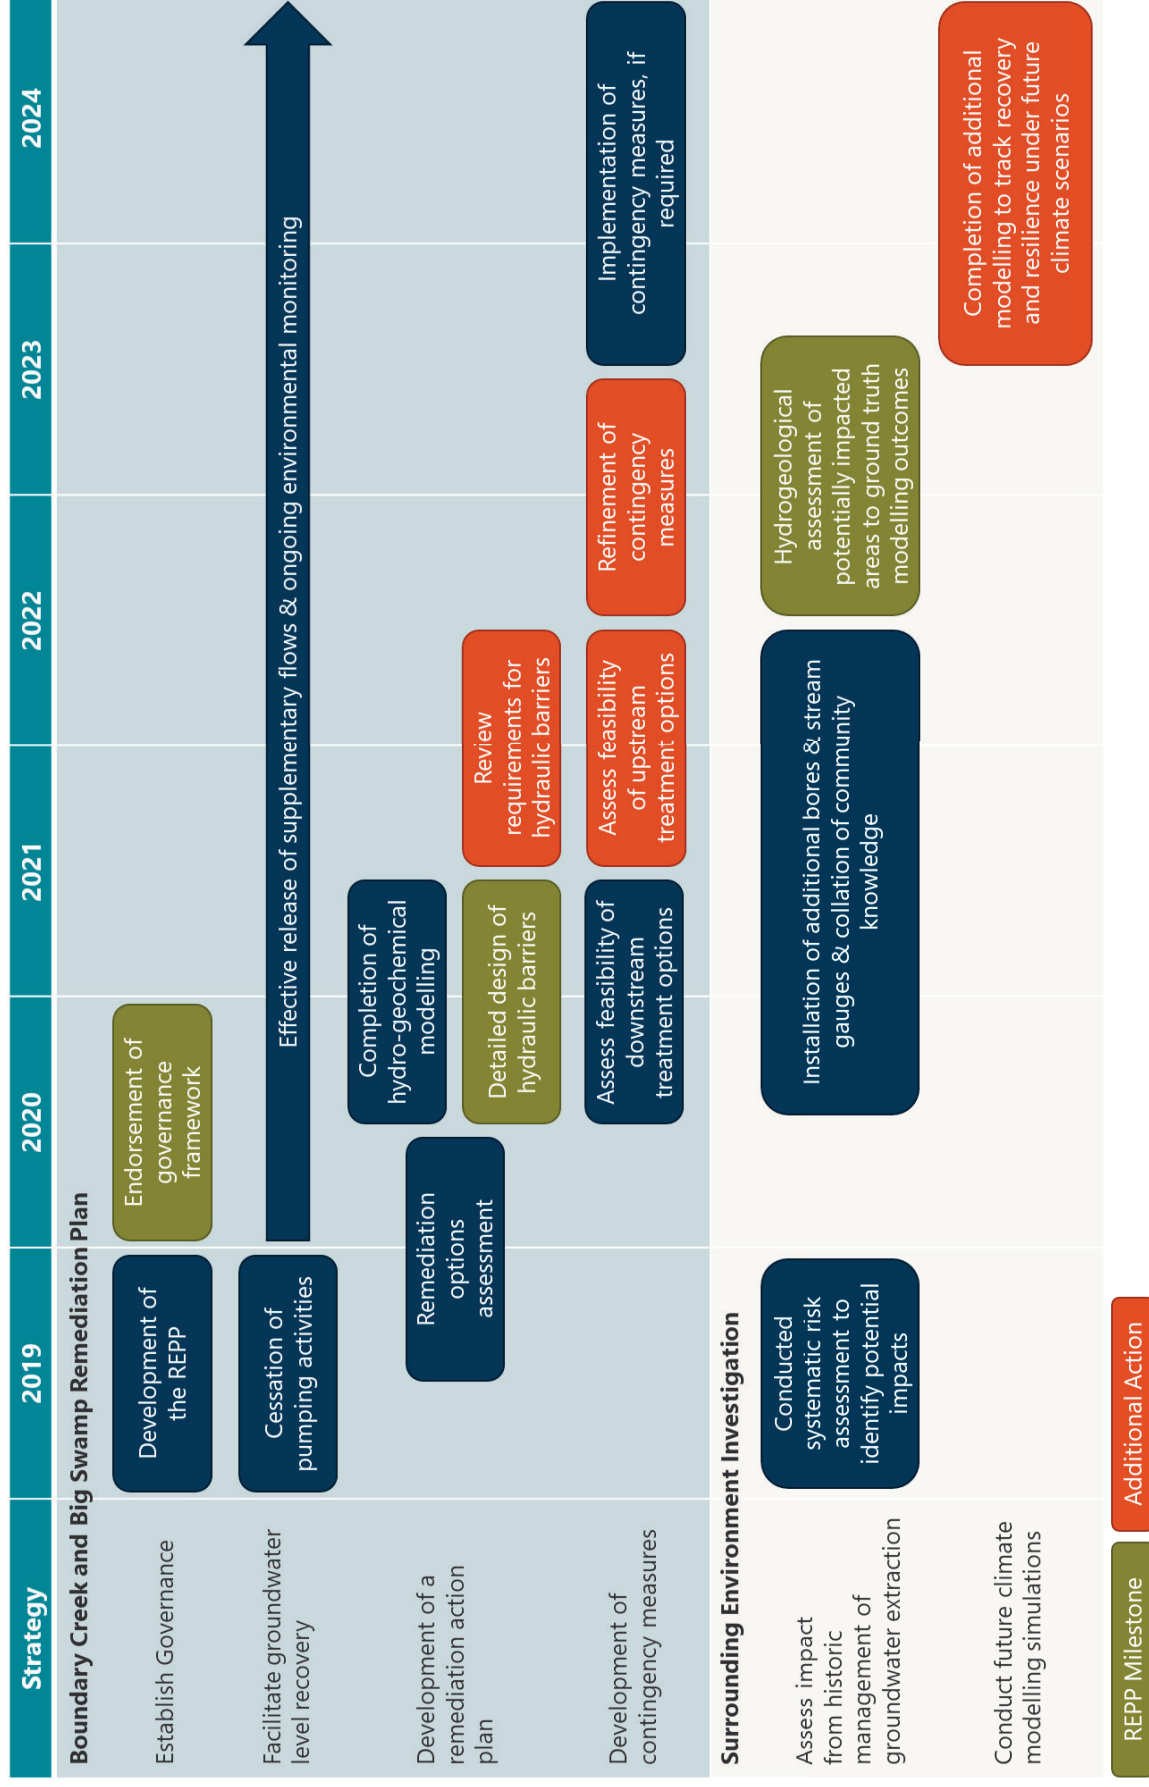 Strategy
2019
2020
2021
2022
2023
2024
Boundary Creek and Big Swamp Remediation Plan
Establish Governance
Development of
the REPP
Endorsement of
governance
framework
Facilitate groundwater
level recovery
Cessation of
pumping activities
Effective release of supplementary flows & ongoing environmental monitoring
Development of a
remediation action
plan
Remediation
options
assessment
Completion of
hydro-geochemical
modelling
Detailed design of
hydraulic barriers
Review
requirements for
hydraulic barriers
Development of
contingency measures
Assess feasibility of
downstream
treatment options
Assess feasibility
of upstream
treatment options
Refinement of
contingency
measures
Implementation of
contingency measures, if
required
Surrounding Environment Investigation
Assess impact
from historic
management of
groundwater extraction
Conducted
systematic risk
assessment to
identify potential
impacts
Installation of additional bores & stream
gauges & collation of community
knowledge
Hydrogeological
assessment of
potentially impacted
areas to ground truth
modelling outcomes
Conduct future climate
modelling simulations
Completion of additional
modelling to track recovery
and resilience under future
climate scenarios
REPP Milestone
Additional Action